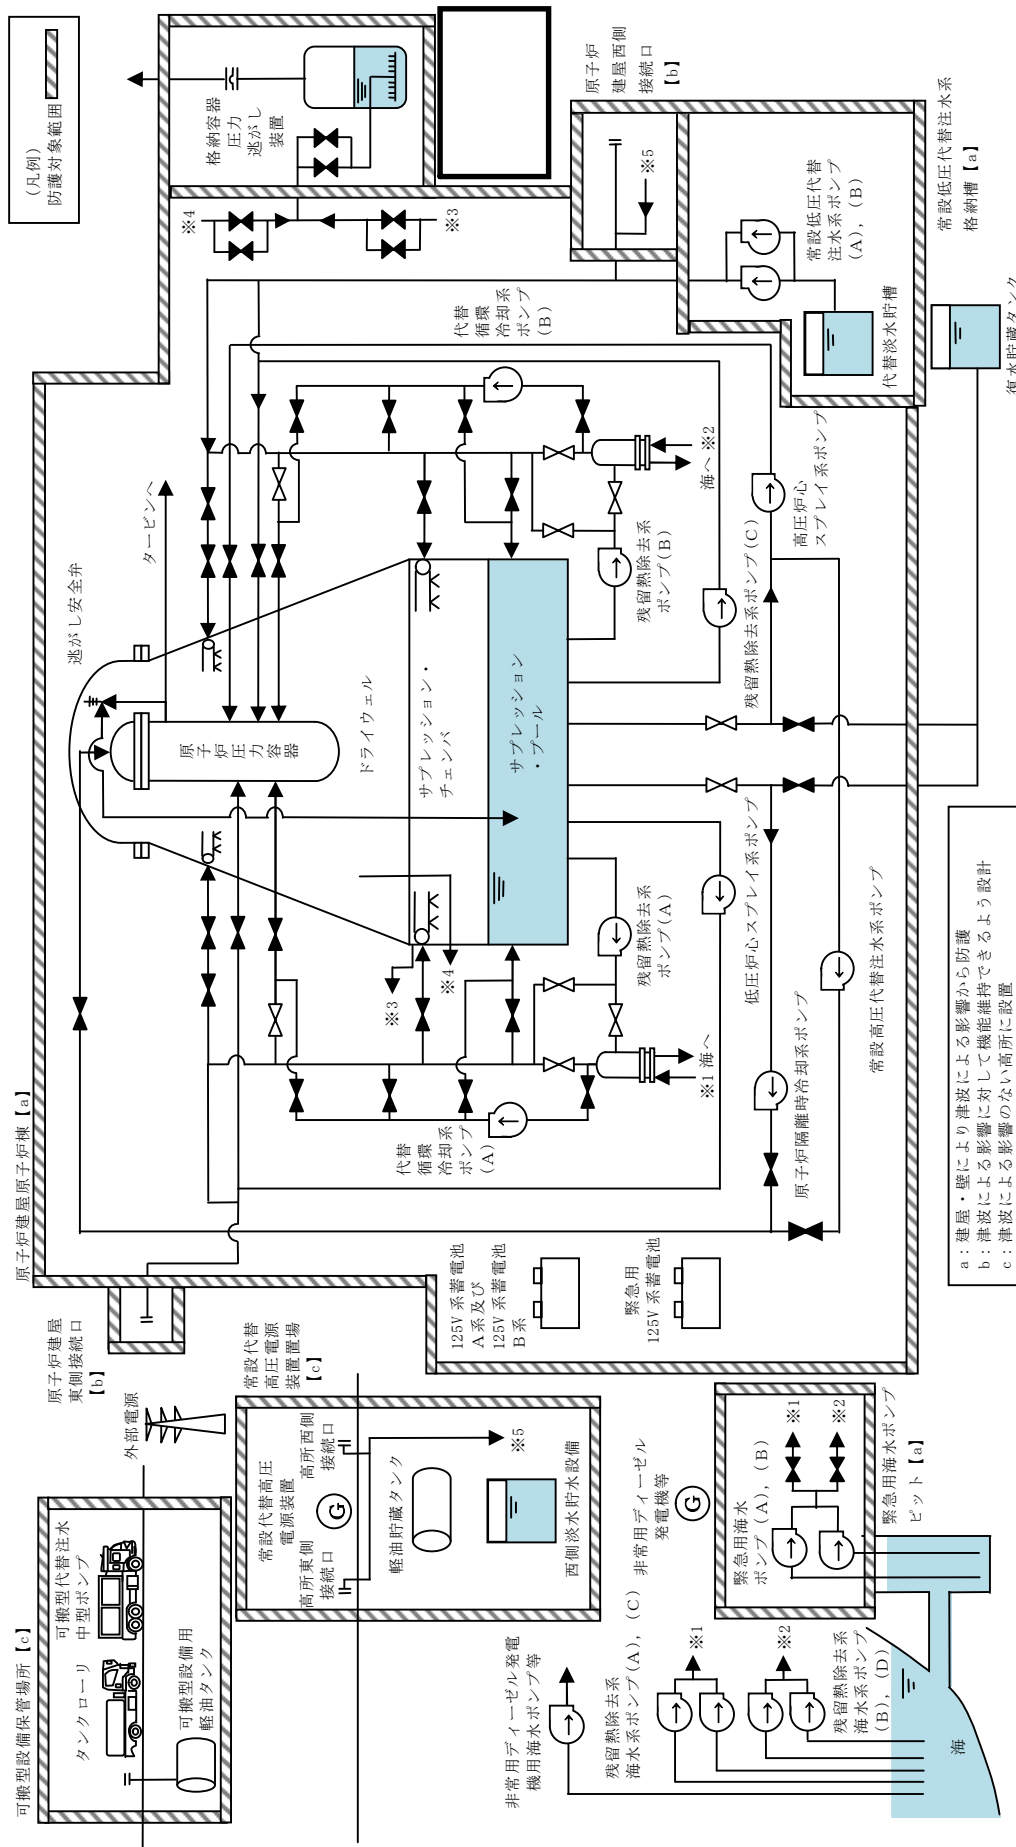 (凡例)
防護対象範囲
原子炉建屋原子炉棟【a】
逃がし安全弁
タービンへ
原子炉
圧力
容器
ドライウェル
サプレッション・
チェンバ
サプレッション
・プール
格納容器
圧力
逃がし
装置
※4
※3
原子炉
建屋西側
接続口
【b】
※5
常設低圧代替
注水系ポンプ
(A), (B)
常設低圧代替注水系
格納槽【a】
代替淡水貯槽
復水貯蔵タンク
代替
循環
冷却系
ポンプ
(B)
海へ ※2
残留熱除去系
ポンプ(B)
残留熱除去系ポンプ(C)
高圧炉心
スプレイ系ポンプ
※3
※4
残留熱除去系
ポンプ(A)
低圧炉心スプレイ系ポンプ
※1 海へ
代替
循環
冷却系
ポンプ
(A)
原子炉隔離時冷却系ポンプ
常設高圧代替注水系ポンプ
125V 系蓄電池
A系及び
125V 系蓄電池
B系
緊急用
125V 系蓄電池
a:建屋・壁により津波による影響から防護
b:津波による影響に対して機能維持できるよう設計
c:津波による影響のない高所に設置
原子炉建屋
東側接続口
【b】
外部電源
可搬型設備保管場所【c】
可搬型代替注水
中型ポンプ
タンクローリ
可搬型設備用
軽油タンク
常設代替
高圧電源
装置置場
【c】
常設代替高圧
電源装置
G
高所西側
接続口
高所東側
接続口
軽油貯蔵タンク
※5
西側淡水貯水設備
非常用ディーゼル
発電機等
G
非常用ディーゼル発電
機用海水ポンプ等
残留熱除去系
海水系ポンプ(A), (C)
※1
※2
残留熱除去系
海水系ポンプ
(B), (D)
緊急用海水
ポンプ(A), (B)
※1
※2
緊急用海水ポンプ
ピット【a】
海